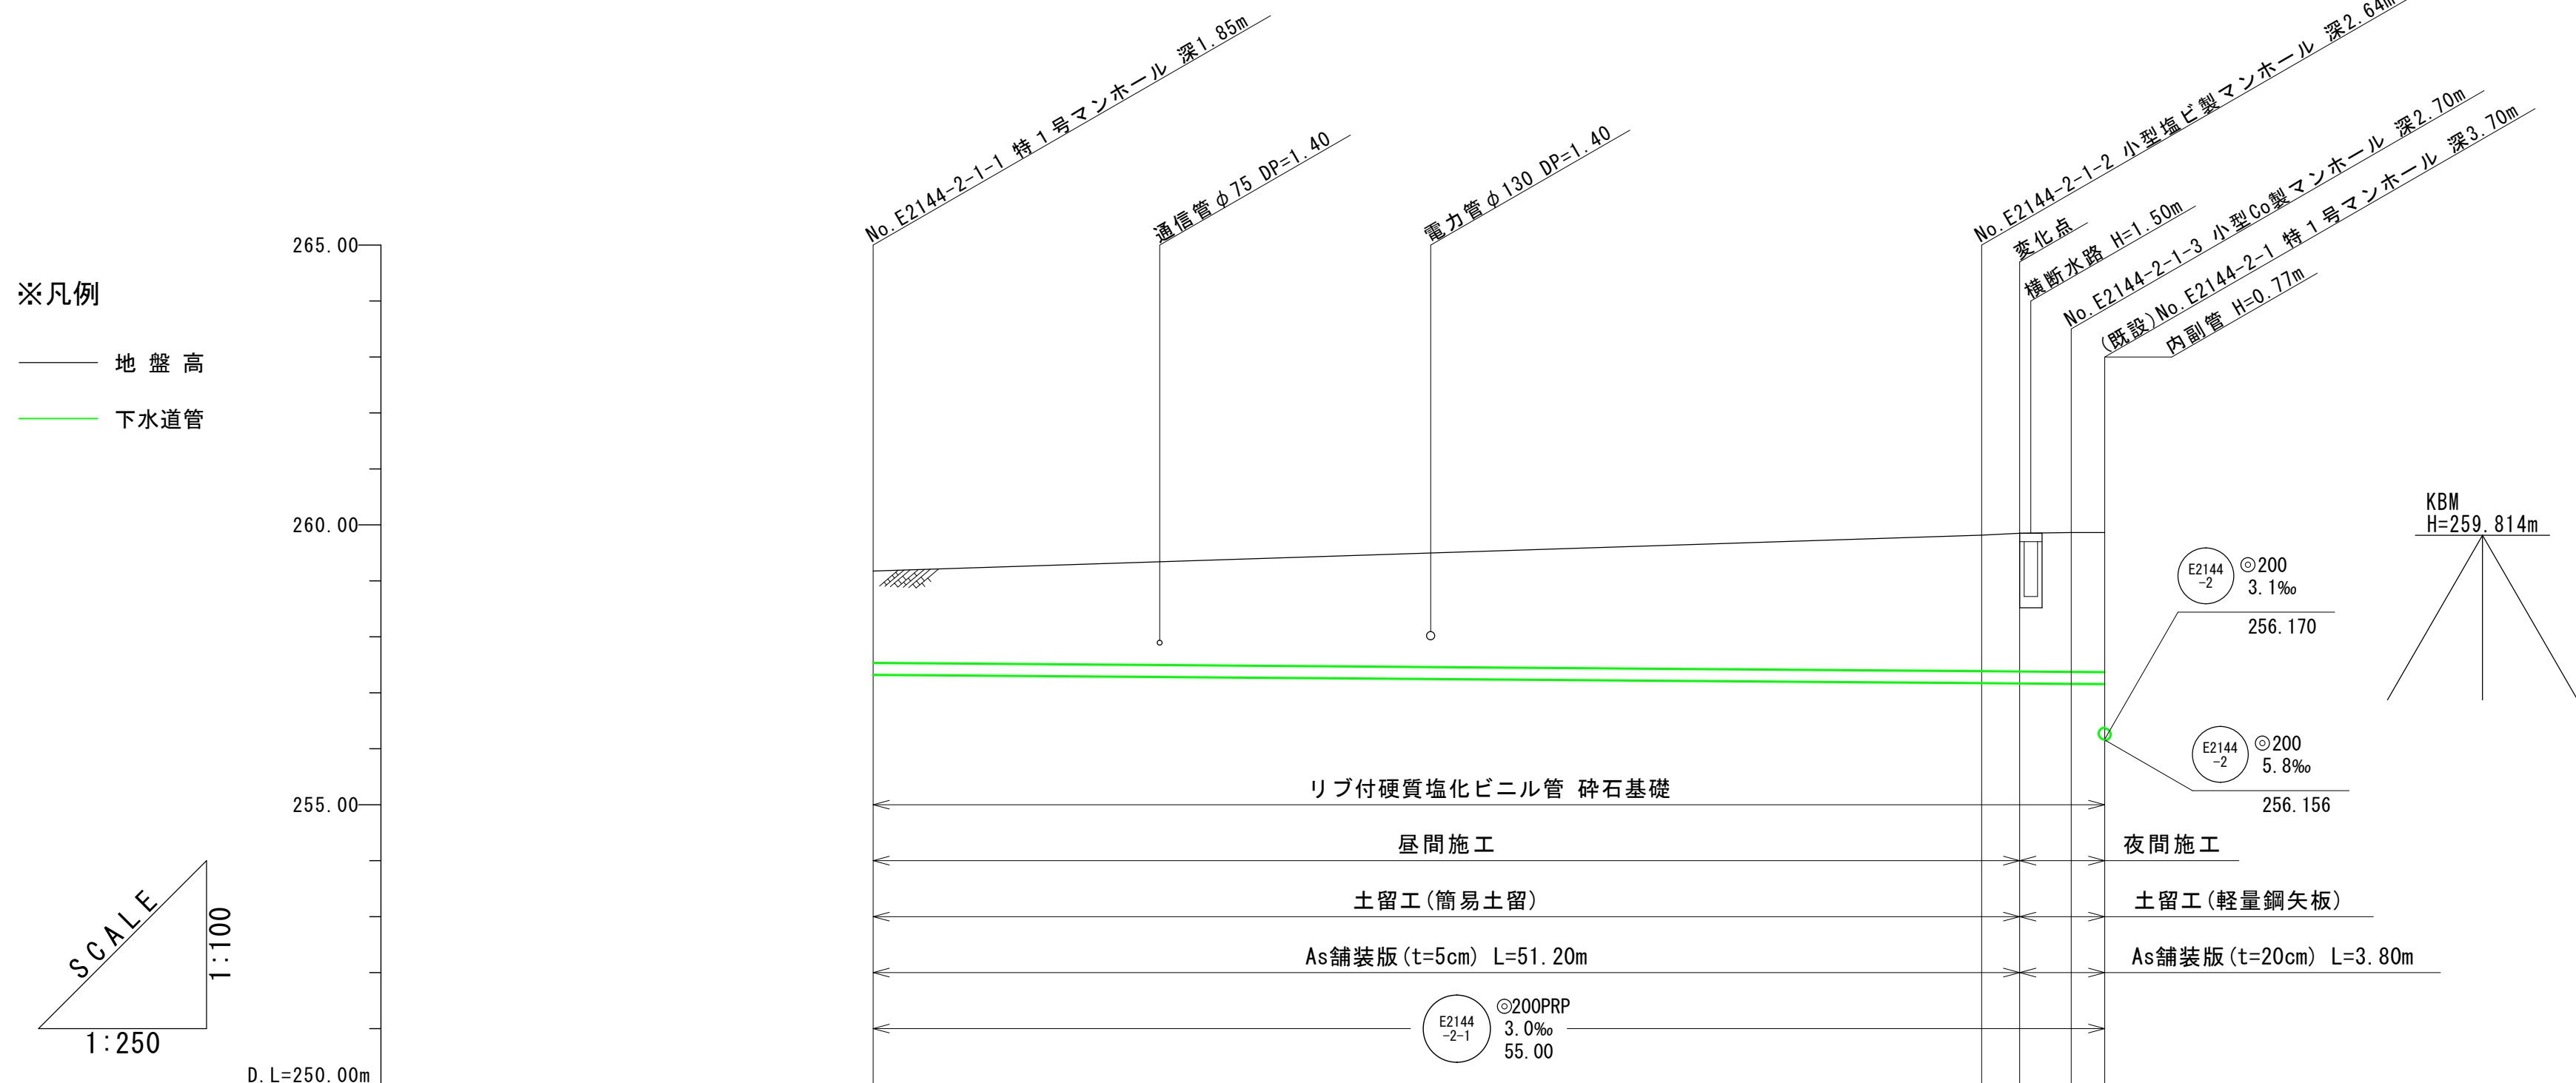 No.E2144-2-1-1 特１号マンホール 深1.85m
通信管φ75 DP=1.40
電力管φ130 DP=1.40
No.E2144-2-1-2 小型塩ビ製マンホール 深2.64m
変化点
横断水路 H=1.50m
No.E2144-2-1-3 小型Co製マンホール 深2.70m
(既設)No.E2144-2-1 特１号マンホール 深3.70m
内副管 H=0.77m
265.00
※凡例
地 盤 高
下水道管
260.00
KBM
H=259.814m
E2144
-2
◎200
3.1‰
256.170
E2144
-2
◎200
5.8‰
256.156
リブ付硬質塩化ビニル管 砕石基礎
255.00
昼間施工
夜間施工
土留工(簡易土留)
土留工(軽量鋼矢板)
As舗装版(t=5cm) L=51.20m
As舗装版(t=20cm) L=3.80m
SCALE
1:100
1:250
E2144
-2-1
◎200PRP
3.0‰
55.00
D.L=250.00m